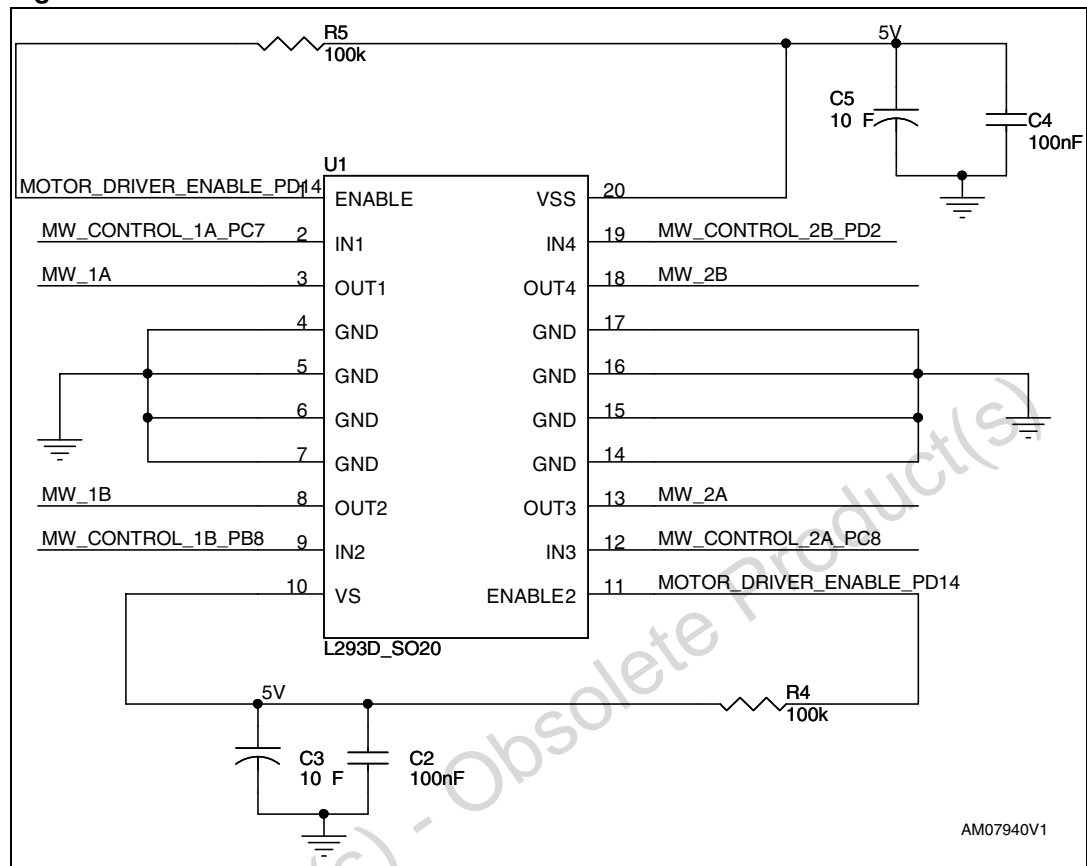 R5
100k
5V
C5
10 F
C4
100nF
U1
MOTOR_DRIVER_ENABLE_PD14
1
ENABLE
VSS
20
MW_CONTROL_1A_PC7
2
IN1
IN4
19
MW_CONTROL_2B_PD2
MW_1A
3
OUT1
OUT4
18
MW_2B
4
GND
GND
17
5
GND
GND
16
6
GND
GND
15
7
GND
GND
14
MW_1B
8
OUT2
OUT3
13
MW_2A
MW_CONTROL_1B_PB8
9
IN2
IN3
12
MW_CONTROL_2A_PC8
10
VS
ENABLE2
11
MOTOR_DRIVER_ENABLE_PD14
L293D_SO20
5V
R4
100k
C3
10 F
C2
100nF
AM07940V1
(s) - Obsolete Product(s)